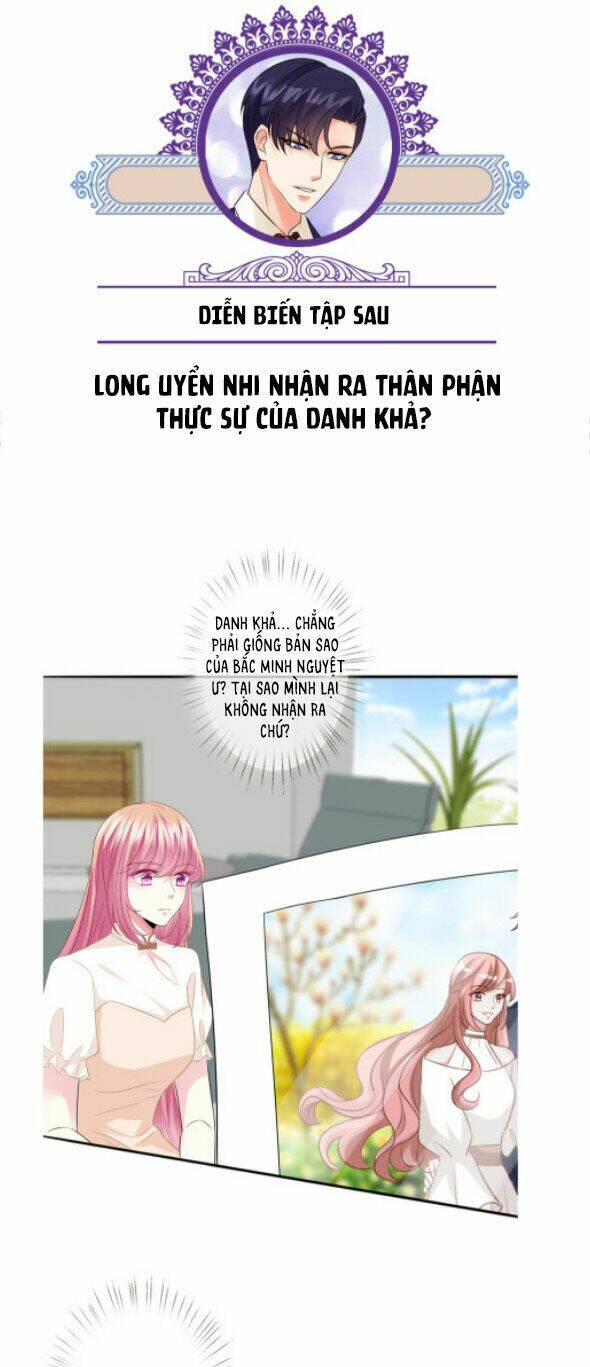 DIỄN BIẾN TẬP SAU
LONG UYỂN NHI NHẬN RA THÂN PHẬN
THỰC SỰ CỦA DANH KHẢ?
DANH KHẢ... CHẲNG
PHẢI GIỐNG BẢN SAO
CỦA BẮC MINH NGUYỆT
Ư? TẠI SAO MÌNH LẠI
KHÔNG NHẬN RA
CHỨ?